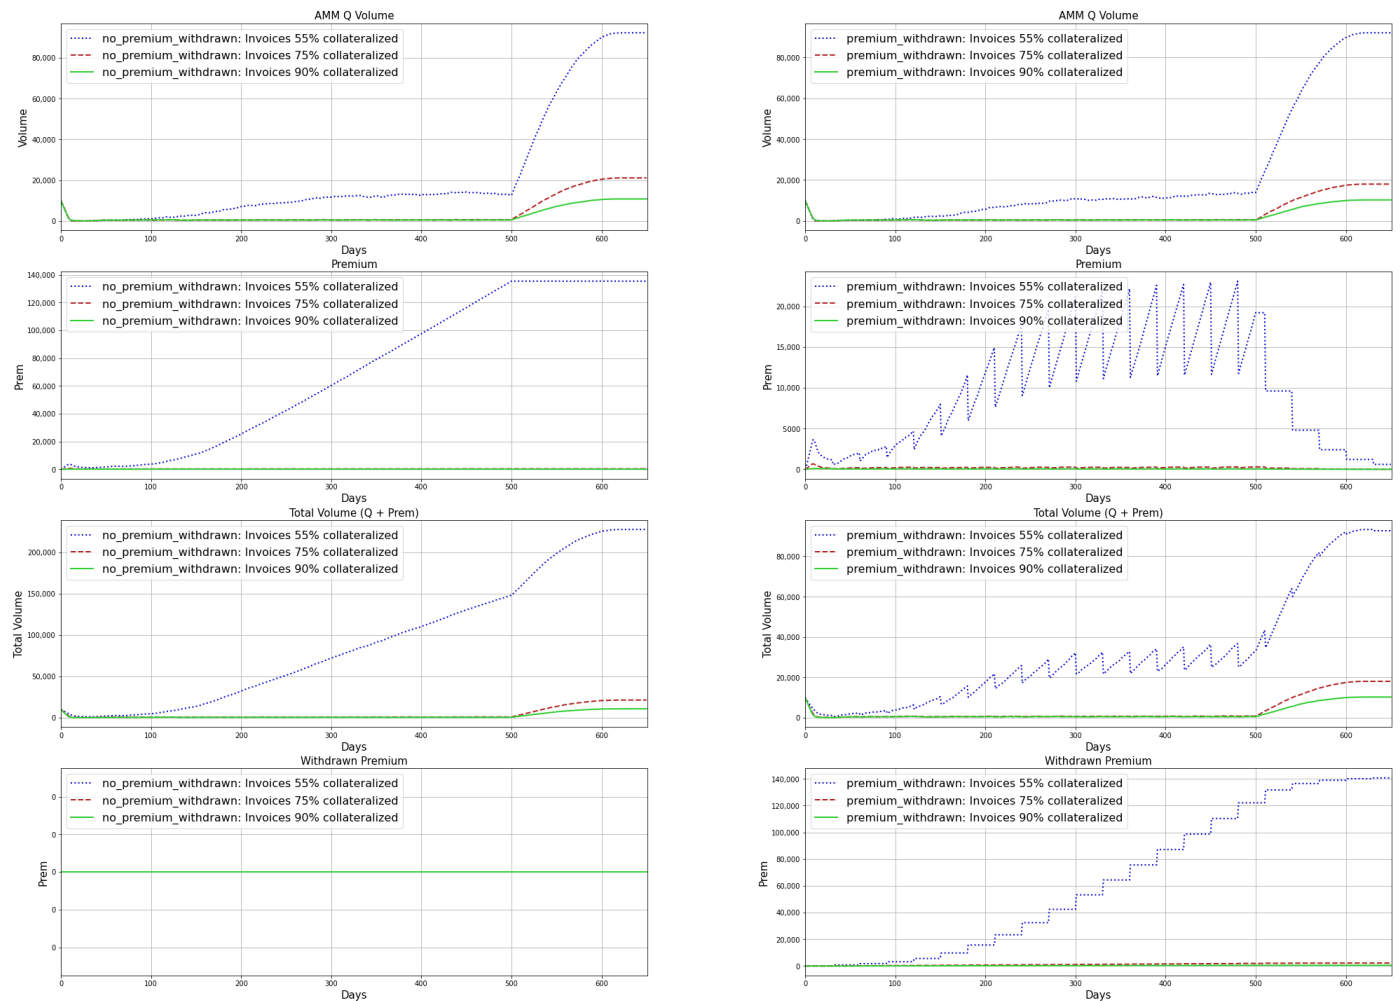 AMM Q Volume
no_premium_withdrawn: Invoices 55% collateralized
no_premium_withdrawn: Invoices 75% collateralized
no_premium_withdrawn: Invoices 90% collateralized
80,000
60,000
40,000
20,000
0
Volume
0 100 200 300 400 500 600
Days
AMM Q Volume
premium_withdrawn: Invoices 55% collateralized
premium_withdrawn: Invoices 75% collateralized
premium_withdrawn: Invoices 90% collateralized
80,000
60,000
40,000
20,000
0
Volume
0 100 200 300 400 500 600
Days
Premium
no_premium_withdrawn: Invoices 55% collateralized
no_premium_withdrawn: Invoices 75% collateralized
no_premium_withdrawn: Invoices 90% collateralized
140,000
120,000
100,000
80,000
60,000
40,000
20,000
0
Prem
0 100 200 300 400 500 600
Days
Premium
premium_withdrawn: Invoices 55% collateralized
premium_withdrawn: Invoices 75% collateralized
premium_withdrawn: Invoices 90% collateralized
20,000
15,000
10,000
5000
0
Prem
0 100 200 300 400 500 600
Days
Total Volume (Q + Prem)
no_premium_withdrawn: Invoices 55% collateralized
no_premium_withdrawn: Invoices 75% collateralized
no_premium_withdrawn: Invoices 90% collateralized
200,000
150,000
100,000
50,000
0
Total Volume
0 100 200 300 400 500 600
Days
Total Volume (Q + Prem)
premium_withdrawn: Invoices 55% collateralized
premium_withdrawn: Invoices 75% collateralized
premium_withdrawn: Invoices 90% collateralized
80,000
60,000
40,000
20,000
0
Total Volume
0 100 200 300 400 500 600
Days
Withdrawn Premium
no_premium_withdrawn: Invoices 55% collateralized
no_premium_withdrawn: Invoices 75% collateralized
no_premium_withdrawn: Invoices 90% collateralized
0
0
0
0
0
Prem
0 100 200 300 400 500 600
Days
Withdrawn Premium
premium_withdrawn: Invoices 55% collateralized
premium_withdrawn: Invoices 75% collateralized
premium_withdrawn: Invoices 90% collateralized
140,000
120,000
100,000
80,000
60,000
40,000
20,000
0
Prem
0 100 200 300 400 500 600
Days